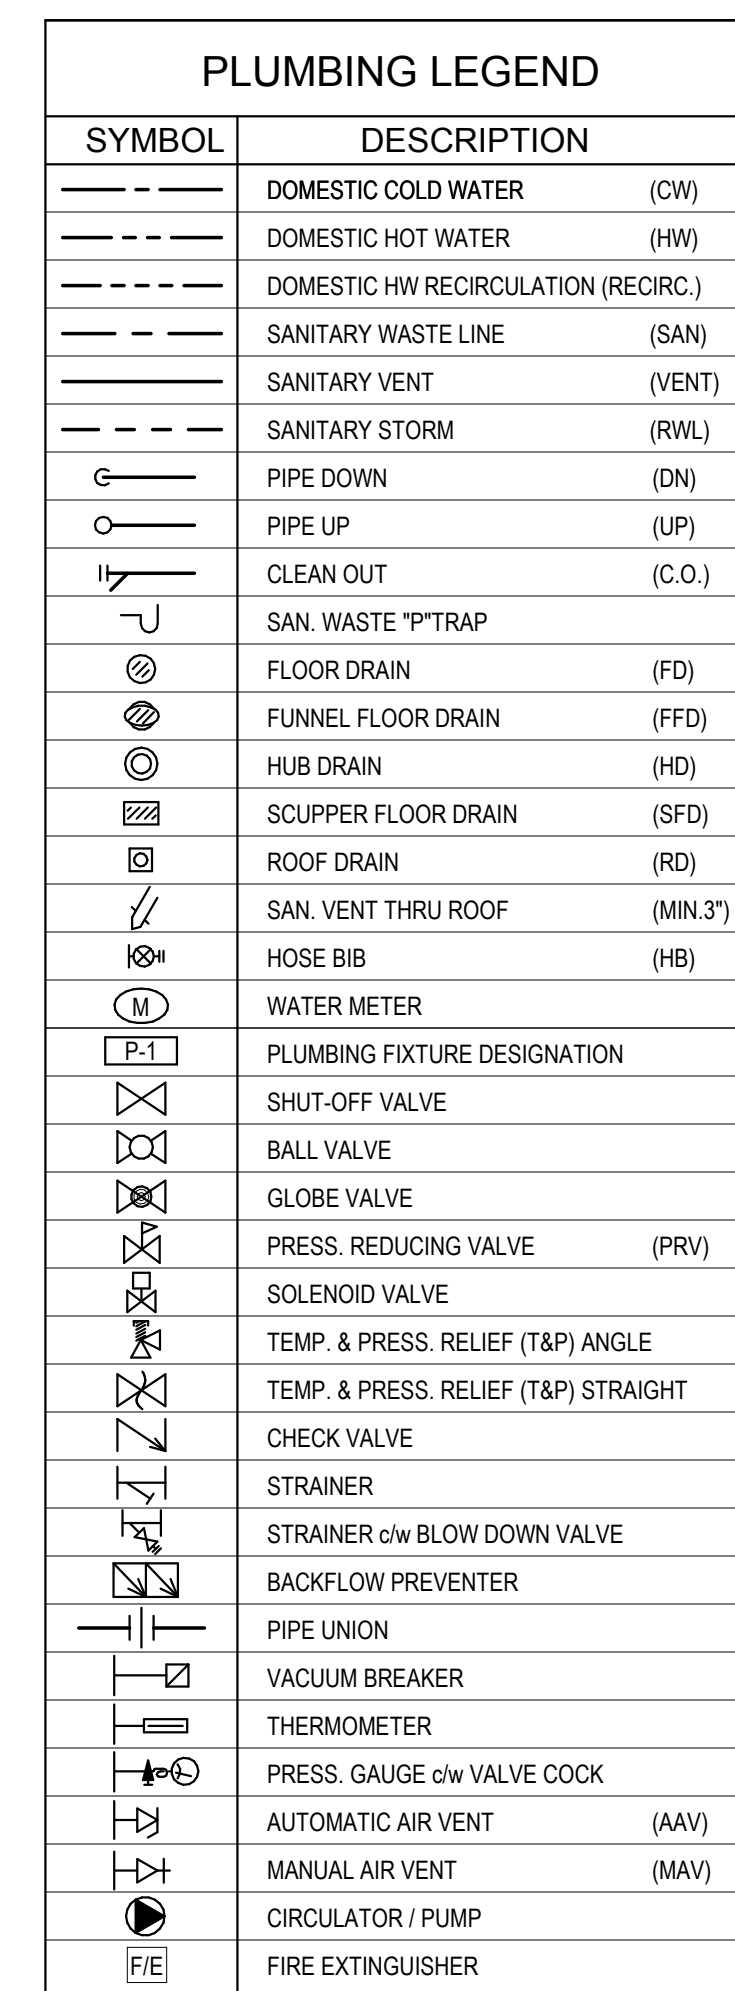 PLUMBING LEGEND
SYMBOL DESCRIPTION
DOMESTIC COLD WATER (CW)
DOMESTIC HOT WATER (HW)
DOMESTIC HW RECIRCULATION (RECIRC.)
SANITARY WASTE LINE (SAN)
SANITARY VENT (VENT)
SANITARY STORM (RWL)
PIPE DOWN (DN)
PIPE UP (UP)
CLEAN OUT (C.O.)
SAN. WASTE "P"TRAP
FLOOR DRAIN (FD)
FUNNEL FLOOR DRAIN (FFD)
HUB DRAIN (HD)
SCUPPER FLOOR DRAIN (SFD)
ROOF DRAIN (RD)
SAN. VENT THRU ROOF (MIN.3")
HOSE BIB (HB)
M WATER METER
P-1 PLUMBING FIXTURE DESIGNATION
SHUT-OFF VALVE
BALL VALVE
GLOBE VALVE
PRESS. REDUCING VALVE (PRV)
SOLENOID VALVE
TEMP. & PRESS. RELIEF (T&P) ANGLE
TEMP. & PRESS. RELIEF (T&P) STRAIGHT
CHECK VALVE
STRAINER
STRAINER c/w BLOW DOWN VALVE
BACKFLOW PREVENTER
PIPE UNION
VACUUM BREAKER
THERMOMETER
PRESS. GAUGE c/w VALVE COCK
AUTOMATIC AIR VENT (AAV)
MANUAL AIR VENT (MAV)
CIRCULATOR / PUMP
F/E FIRE EXTINGUISHER